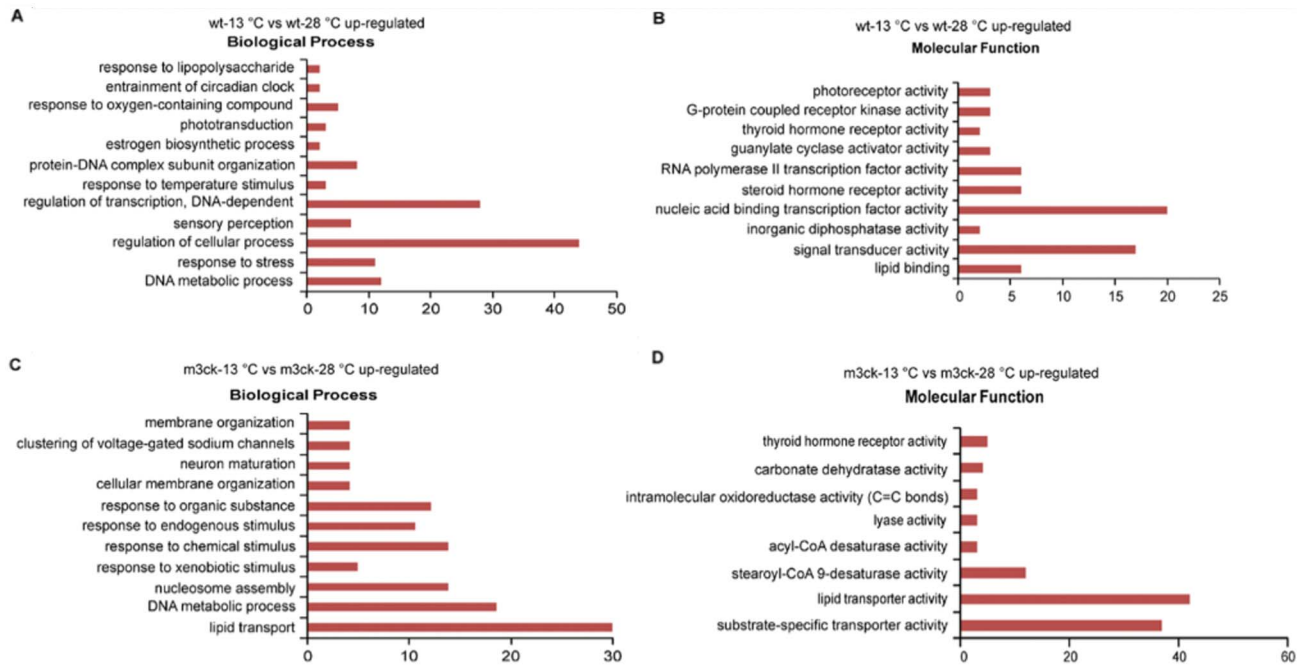 A
wt-13 °C vs wt-28 °C up-regulated
Biological Process
response to lipopolysaccharide
entrainment of circadian clock
response to oxygen-containing compound
phototransduction
estrogen biosynthetic process
protein-DNA complex subunit organization
response to temperature stimulus
regulation of transcription, DNA-dependent
sensory perception
regulation of cellular process
response to stress
DNA metabolic process
0 10 20 30 40 50
B
wt-13 °C vs wt-28 °C up-regulated
Molecular Function
photoreceptor activity
G-protein coupled receptor kinase activity
thyroid hormone receptor activity
guanylate cyclase activator activity
RNA polymerase II transcription factor activity
steroid hormone receptor activity
nucleic acid binding transcription factor activity
inorganic diphosphatase activity
signal transducer activity
lipid binding
0 5 10 15 20 25
C
m3ck-13 °C vs m3ck-28 °C up-regulated
Biological Process
membrane organization
clustering of voltage-gated sodium channels
neuron maturation
cellular membrane organization
response to organic substance
response to endogenous stimulus
response to chemical stimulus
response to xenobiotic stimulus
nucleosome assembly
DNA metabolic process
lipid transport
0 10 20 30
D
m3ck-13 °C vs m3ck-28 °C up-regulated
Molecular Function
thyroid hormone receptor activity
carbonate dehydratase activity
intramolecular oxidoreductase activity (C=C bonds)
lyase activity
acyl-CoA desaturase activity
stearoyl-CoA 9-desaturase activity
lipid transporter activity
substrate-specific transporter activity
0 20 40 60